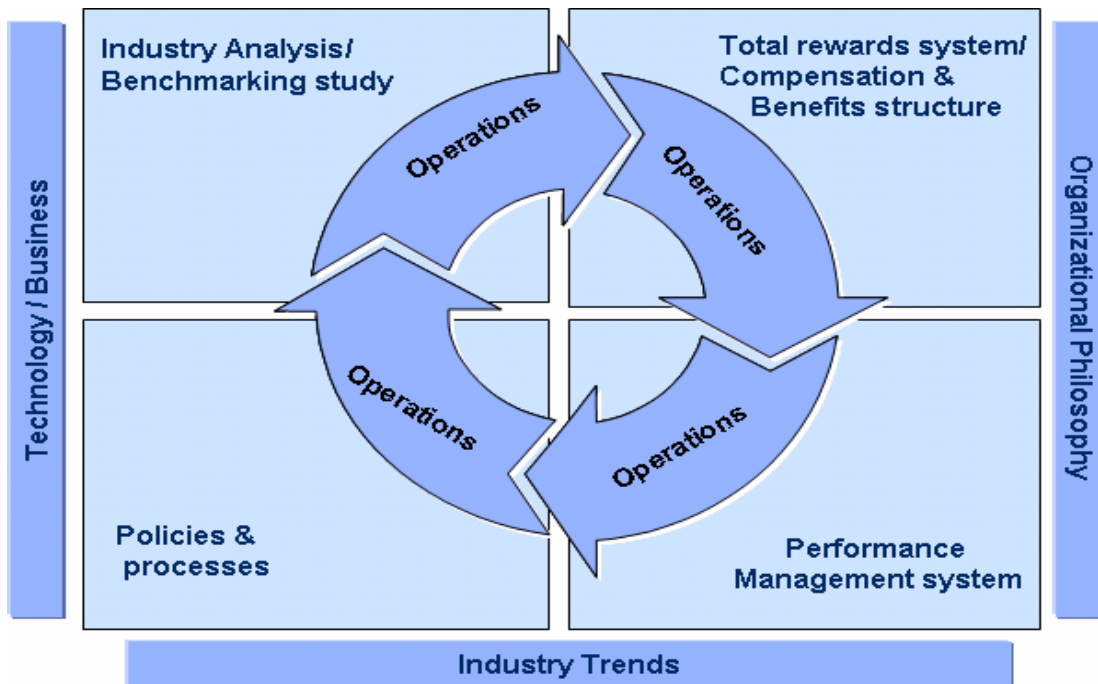 Industry Analysis/
Benchmarking study
Total rewards system/
Compensation &
Benefits structure
Operations
Operations
Technology / Business
Organizational Philosophy
Operations
Operations
Policies &
processes
Performance
Management system
Industry Trends